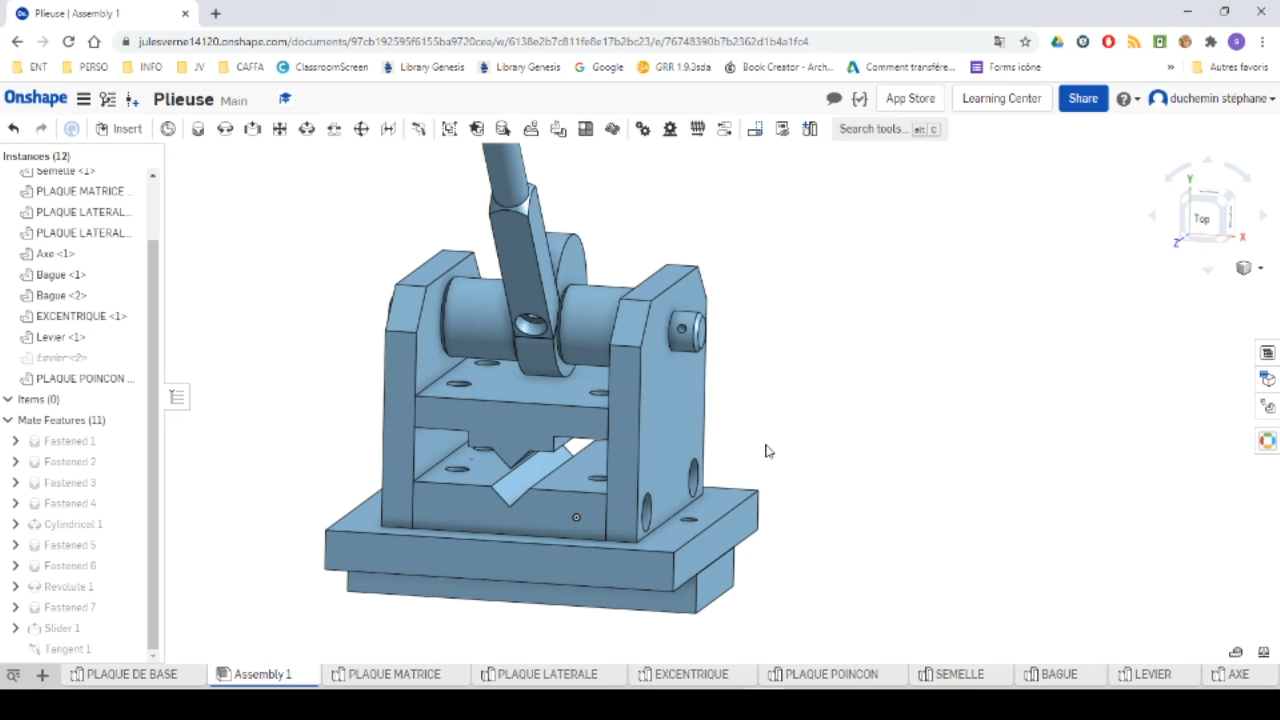 Plieuse | Assembly 1
julesverne14120.onshape.com/documents/97cb192595f6155ba9720cea/w/6138e2b7c811fe8e17b2bc23/e/76748390b7b2362d1b4a1fc4
ENT PERSO INFO JV CAFFA ClassroomScreen Library Genesis Library Genesis Google GRR 1.9.3sda Book Creator - Arch... Comment transfére... Forms icône » Autres favoris
Onshape Plieuse Main App Store Learning Center Share duchemin stéphane
Insert Search tools... alt C
Instances (12)
Semelle <1>
PLAQUE MATRICE ...
PLAQUE LATERAL...
PLAQUE LATERAL...
Axe <1>
Bague <1>
Bague <2>
EXCENTRIQUE <1>
Levier <1>
Levier <2>
PLAQUE POINCON ...
Items (0)
Mate Features (11)
Fastened 1
Fastened 2
Fastened 3
Fastened 4
Cylindrical 1
Fastened 5
Fastened 6
Revolute 1
Fastened 7
Slider 1
Tangent 1
Y
Top
X
Z
PLAQUE DE BASE Assembly 1 PLAQUE MATRICE PLAQUE LATERALE EXCENTRIQUE PLAQUE POINCON SEMELLE BAGUE LEVIER AXE